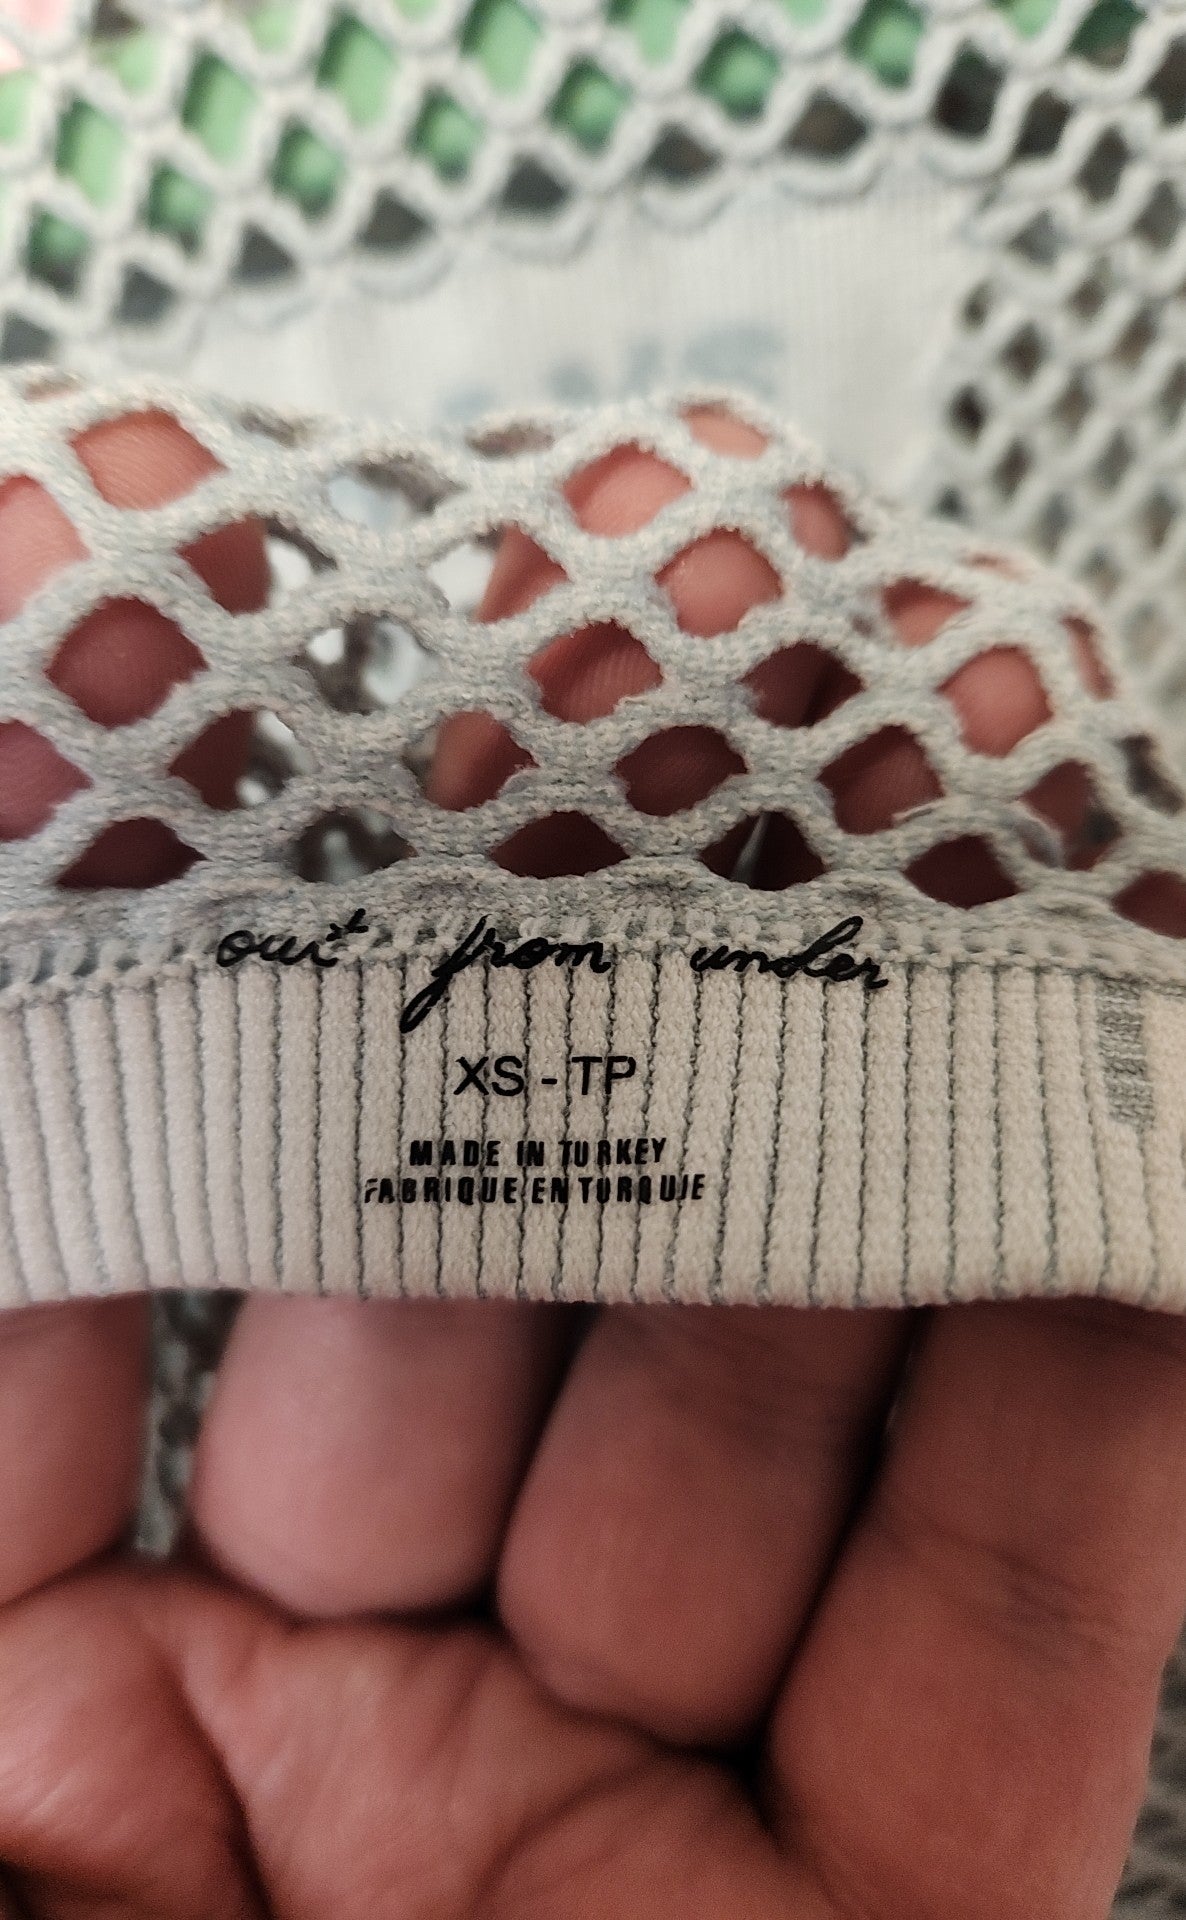 out from under
XS - TP
MADE IN TURKEY
FABRIQUE EN TURQUIE